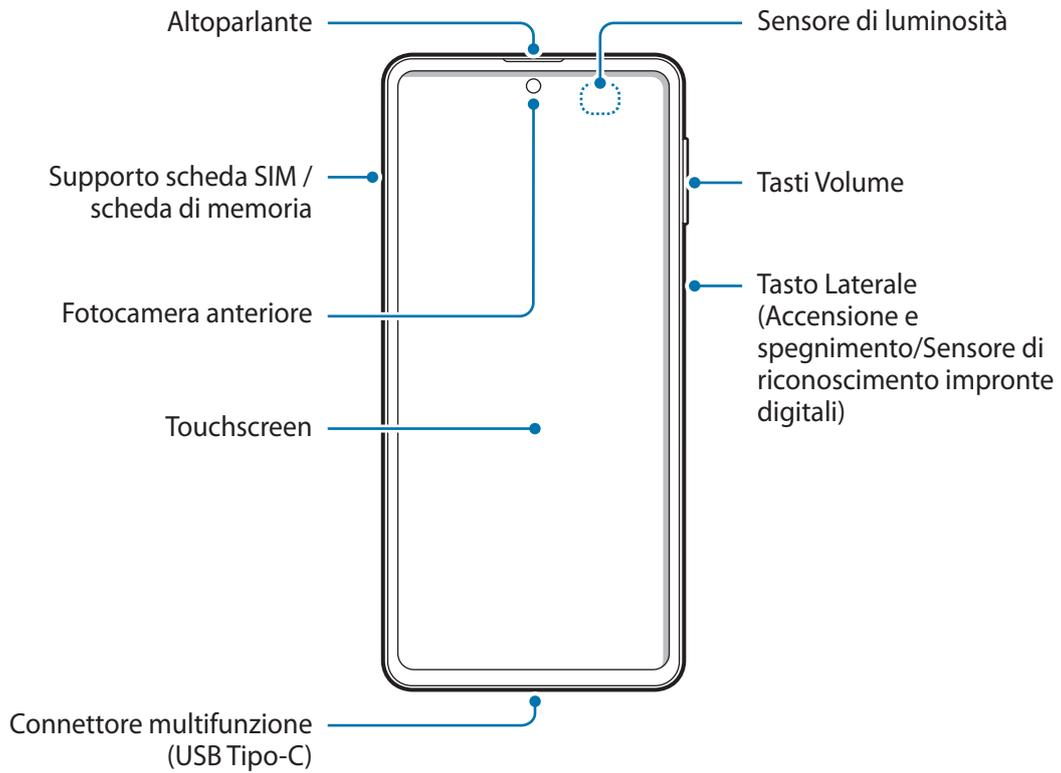 Altoparlante
Sensore di luminosità
Supporto scheda SIM /
scheda di memoria
Tasti Volume
Fotocamera anteriore
Tasto Laterale
(Accensione e
spegnimento/Sensore di
riconoscimento impronte
digitali)
Touchscreen
Connettore multifunzione
(USB Tipo-C)